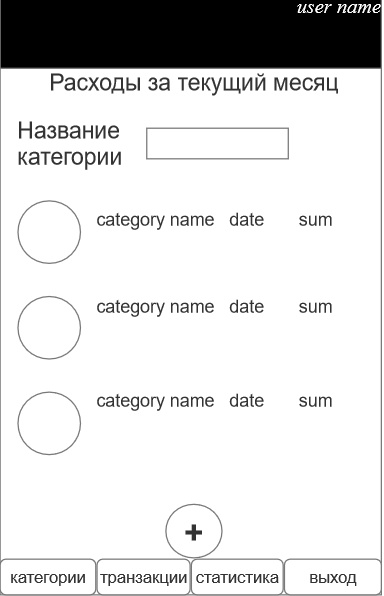 user name
Расходы за текущий месяц
Название
категории
category name date sum
category name date sum
category name date sum
+
категории транзакции статистика выход